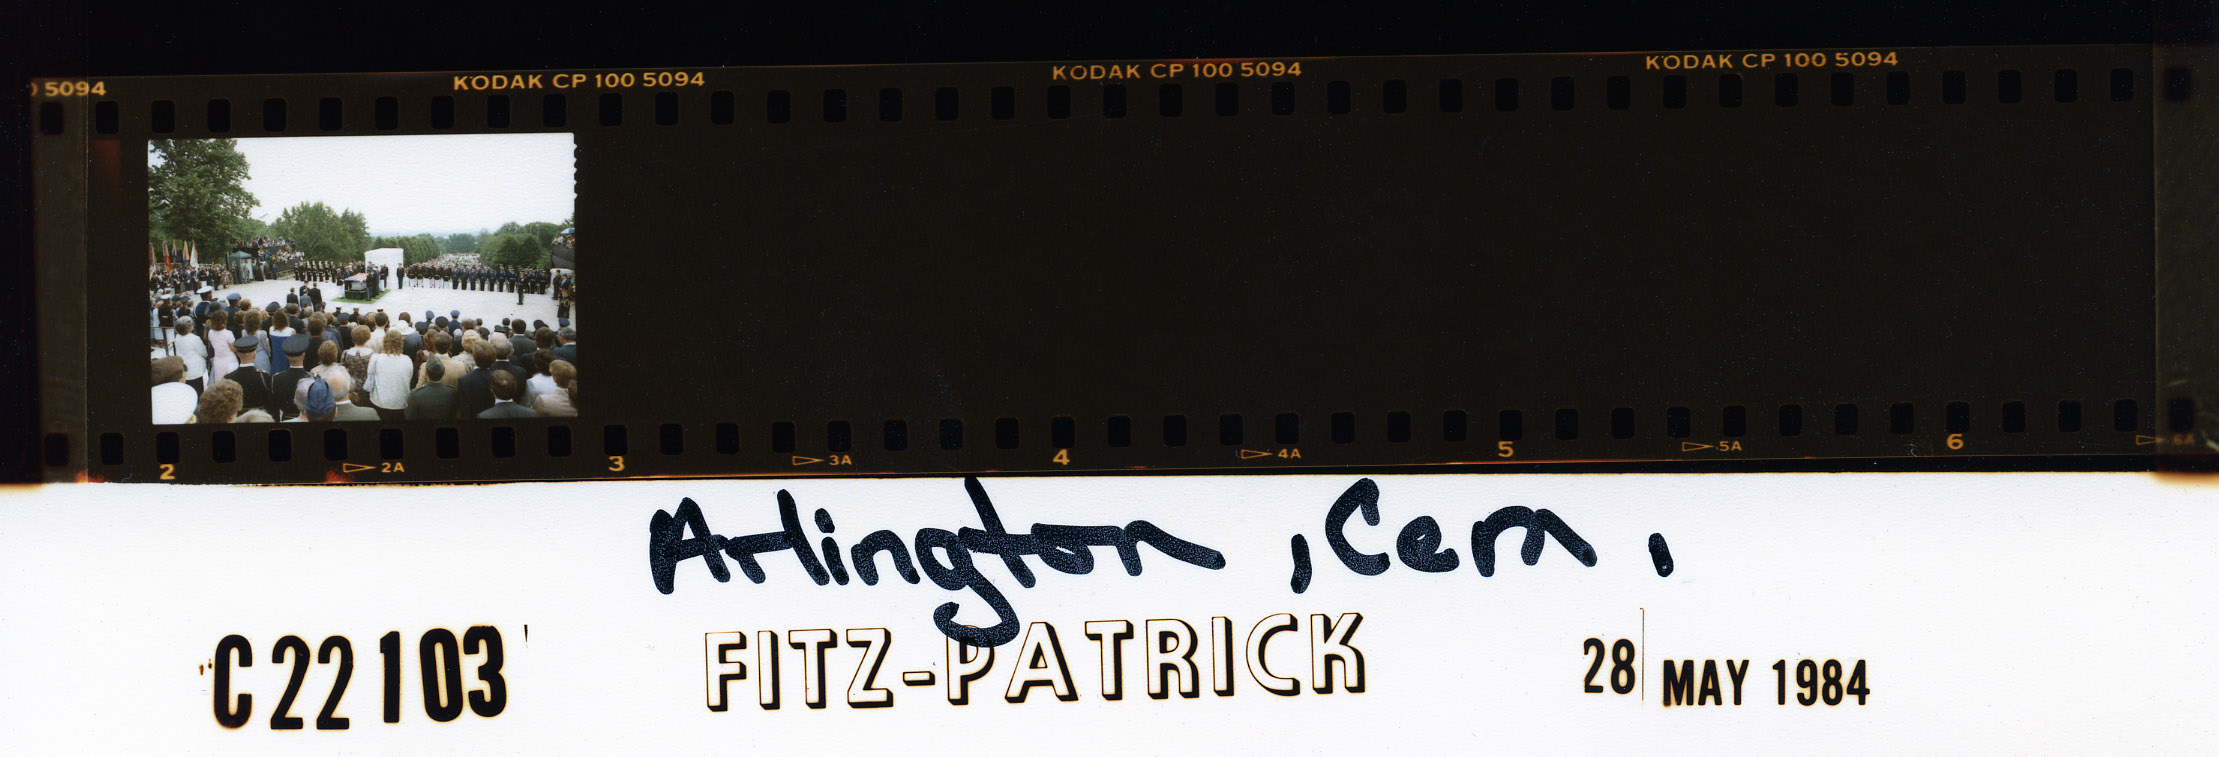 5094 KODAK CP 100 5094 KODAK CP 100 5094 KODAK CP 100 5094
2 2A 3 3A 4 4A 5 5A 6 6A
Arlington, Cem.
C22103 FITZ-PATRICK 28 MAY 1984